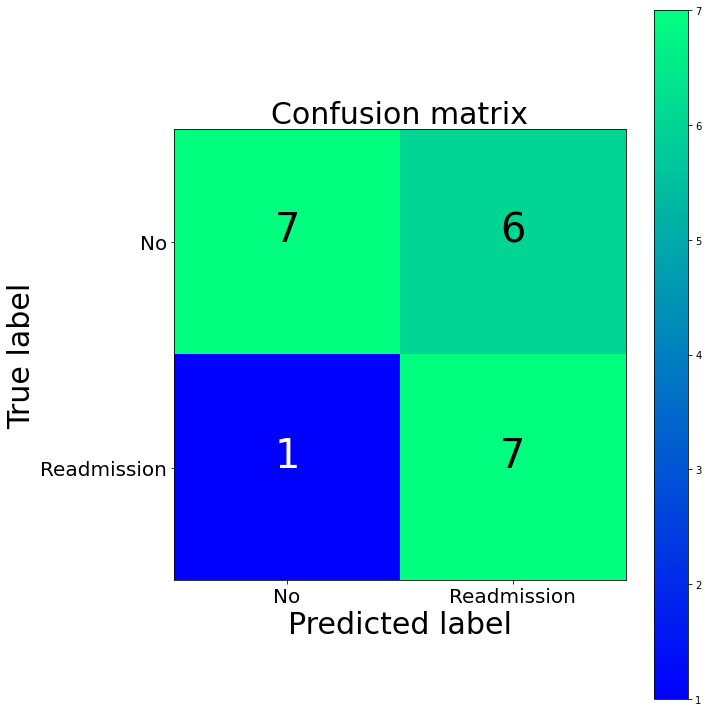 Confusion matrix
True label
No
Readmission
7
6
1
7
No
Readmission
Predicted label
7
6
5
4
3
2
1